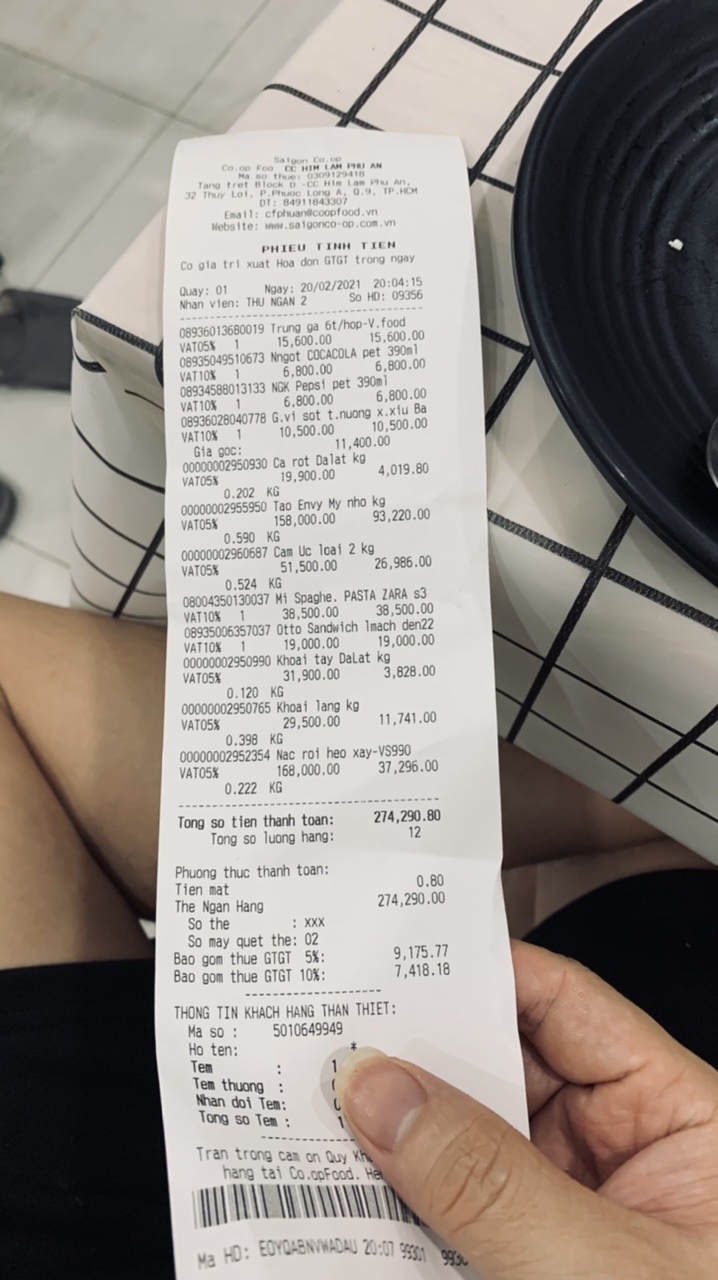 Saigon Co.op
Co.op Foo CC HIM LAM PHU AN
Ma so thue: 0309129418
Tang tret Block D -CC Him Lam Phu An,
32 Thuy Loi, P.Phuoc Long A, Q.9, TP.HCM
DT: 84911843307
Email: cfphuan@coopfood.vn
Website: www.saigonco-op.com.vn
PHIEU TINH TIEN
Co gia tri xuat Hoa don GTGT trong ngay
Quay: 01 Ngay: 20/02/2021 20:04:15
Nhan vien: THU NGAN 2 So HD: 09356
08936013680019 Trung ga 6t/hop-V.food
VAT05% 1 15,600.00 15,600.00
08935049510673 Nngot COCACOLA pet 390ml
VAT10% 1 6,800.00 6,800.00
08934588013133 NGK Pepsi pet 390ml
VAT10% 1 6,800.00 6,800.00
08936028040778 G.vi sot t.nuong x.xiu Ba
VAT10% 1 10,500.00 10,500.00
Gia goc: 11,400.00
00000002950930 Ca rot Dalat kg
VAT05% 19,900.00 4,019.80
0.202 KG
00000002955950 Tao Envy My nho kg
VAT05% 158,000.00 93,220.00
0.590 KG
00000002960687 Cam Uc loai 2 kg
VAT05% 51,500.00 26,986.00
0.524 KG
08004350130037 Mi Spaghe. PASTA ZARA s3
VAT10% 1 38,500.00 38,500.00
08935006357037 Otto Sandwich lmach den22
VAT10% 1 19,000.00 19,000.00
00000002950990 Khoai tay DaLat kg
VAT05% 31,900.00 3,828.00
0.120 KG
00000002950765 Khoai lang kg
VAT05% 29,500.00 11,741.00
0.398 KG
00000002952354 Nac roi heo xay-VS990
VAT05% 168,000.00 37,296.00
0.222 KG
Tong so tien thanh toan: 274,290.80
Tong so luong hang: 12
Phuong thuc thanh toan:
Tien mat 0.80
The Ngan Hang 274,290.00
So the : xxx
So may quet the: 02
Bao gom thue GTGT 5%: 9,175.77
Bao gom thue GTGT 10%: 7,418.18
THONG TIN KHACH HANG THAN THIET:
Ma so : 5010649949
Ho ten: *
Tem : 1
Tem thuong :
Nhan doi Tem:
Tong so Tem : 1
Tran trong cam on Quy
hang tai Co.opFood.
Ma HD: EOYQABNVWADAU 20:07 99301